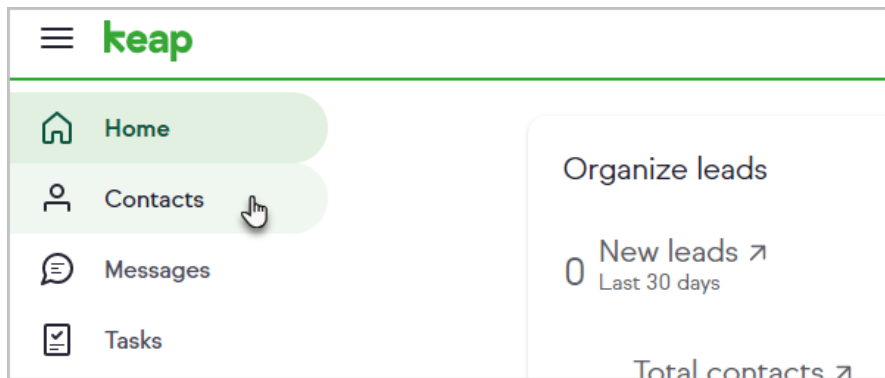 keap
Home
Contacts
Messages
Tasks
Organize leads
0 New leads
Last 30 days
Total contacts